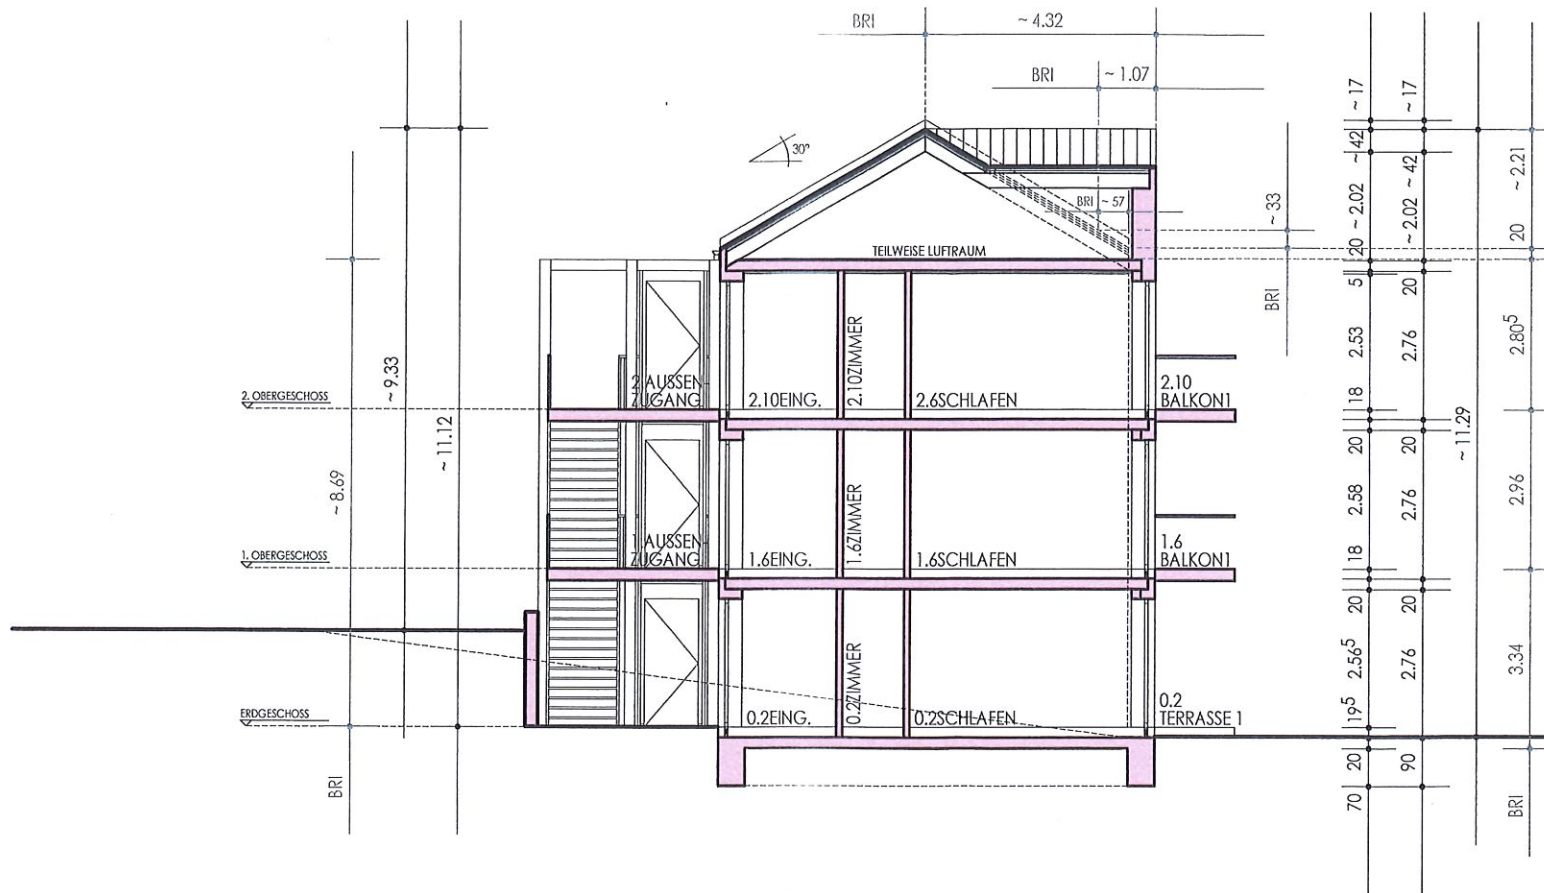 BRI
~ 4.32
BRI
~ 1.07
~ 17
~ 17
30°
~ 42
~ 42
~ 2.21
BRI
~ 57
~ 33
~ 2.02
~ 2.02
20
TEILWEISE LUFTRAUM
20
5
20
BRI
~ 9.33
2.53
2.76
2.80⁵
2.10ZIMMER
2. OBERGESCHOSS
2.AUSSEN-
ZUGANG
2.10EING.
2.6SCHLAFEN
2.10
BALKON1
18
~ 11.12
~ 11.29
20
20
~ 8.69
2.58
2.76
2.96
1.6ZIMMER
1. OBERGESCHOSS
1.AUSSEN-
ZUGANG
1.6EING.
1.6SCHLAFEN
1.6
BALKON1
18
20
20
2.56⁵
2.76
3.34
0.2ZIMMER
ERDGESCHOSS
0.2EING.
0.2SCHLAFEN
0.2
TERRASSE 1
19⁵
20
90
BRI
70
BRI